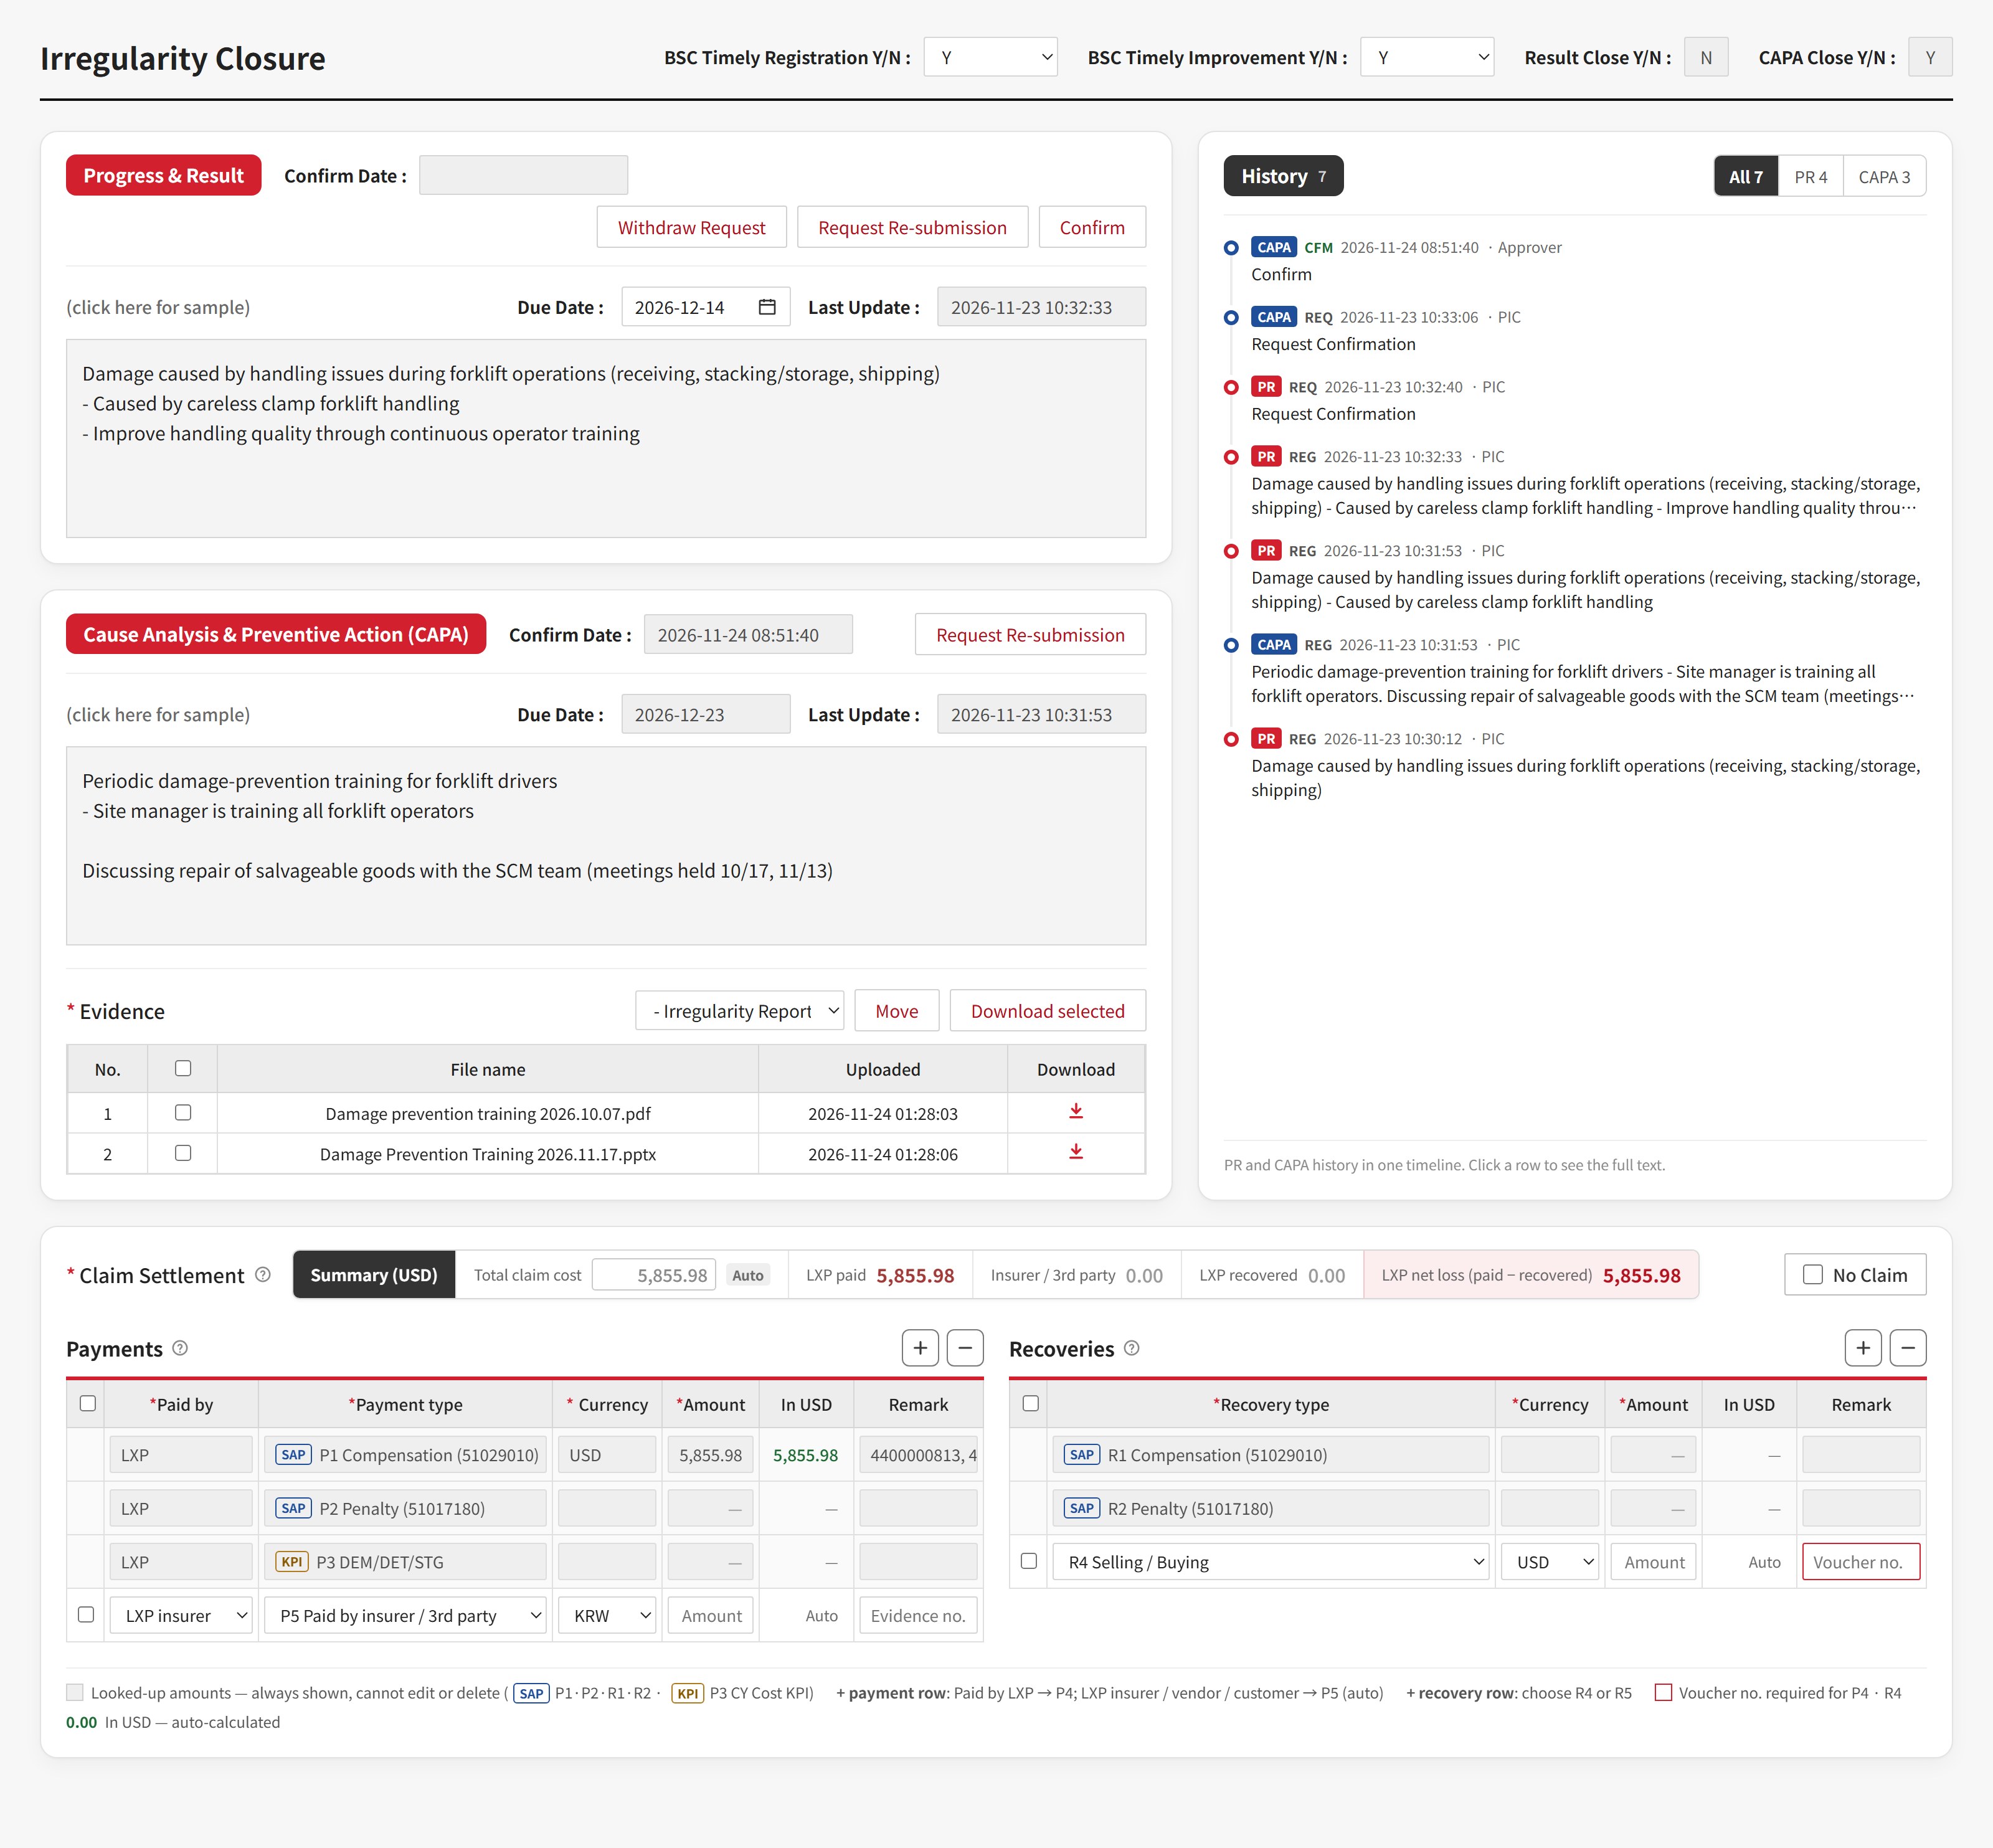 Irregularity Closure
BSC Timely Registration Y/N : Y
BSC Timely Improvement Y/N : Y
Result Close Y/N : N
CAPA Close Y/N : Y
Progress & Result
Confirm Date :
Withdraw Request
Request Re-submission
Confirm
(click here for sample)
Due Date : 2026-12-14
Last Update : 2026-11-23 10:32:33
Damage caused by handling issues during forklift operations (receiving, stacking/storage, shipping)
- Caused by careless clamp forklift handling
- Improve handling quality through continuous operator training
Cause Analysis & Preventive Action (CAPA)
Confirm Date : 2026-11-24 08:51:40
Request Re-submission
(click here for sample)
Due Date : 2026-12-23
Last Update : 2026-11-23 10:31:53
Periodic damage-prevention training for forklift drivers
- Site manager is training all forklift operators
Discussing repair of salvageable goods with the SCM team (meetings held 10/17, 11/13)
* Evidence
- Irregularity Report
Move
Download selected
No. File name Uploaded Download
1 Damage prevention training 2026.10.07.pdf 2026-11-24 01:28:03
2 Damage Prevention Training 2026.11.17.pptx 2026-11-24 01:28:06
History 7
All 7 PR 4 CAPA 3
CAPA CFM 2026-11-24 08:51:40 · Approver
Confirm
CAPA REQ 2026-11-23 10:33:06 · PIC
Request Confirmation
PR REQ 2026-11-23 10:32:40 · PIC
Request Confirmation
PR REG 2026-11-23 10:32:33 · PIC
Damage caused by handling issues during forklift operations (receiving, stacking/storage,
shipping) - Caused by careless clamp forklift handling - Improve handling quality throu…
PR REG 2026-11-23 10:31:53 · PIC
Damage caused by handling issues during forklift operations (receiving, stacking/storage,
shipping) - Caused by careless clamp forklift handling
CAPA REG 2026-11-23 10:31:53 · PIC
Periodic damage-prevention training for forklift drivers - Site manager is training all
forklift operators. Discussing repair of salvageable goods with the SCM team (meetings…
PR REG 2026-11-23 10:30:12 · PIC
Damage caused by handling issues during forklift operations (receiving, stacking/storage,
shipping)
PR and CAPA history in one timeline. Click a row to see the full text.
* Claim Settlement ?
Summary (USD)
Total claim cost 5,855.98 Auto
LXP paid 5,855.98
Insurer / 3rd party 0.00
LXP recovered 0.00
LXP net loss (paid − recovered) 5,855.98
No Claim
Payments ? + −
*Paid by *Payment type * Currency *Amount In USD Remark
LXP SAP P1 Compensation (51029010) USD 5,855.98 5,855.98 4400000813, 4
LXP SAP P2 Penalty (51017180) — —
LXP KPI P3 DEM/DET/STG — —
LXP insurer P5 Paid by insurer / 3rd party KRW Amount Auto Evidence no.
Recoveries ? + −
*Recovery type *Currency *Amount In USD Remark
SAP R1 Compensation (51029010) — —
SAP R2 Penalty (51017180) — —
R4 Selling / Buying USD Amount Auto Voucher no.
Looked-up amounts — always shown, cannot edit or delete ( SAP P1 · P2 · R1 · R2 · KPI P3 CY Cost KPI) + payment row: Paid by LXP → P4; LXP insurer / vendor / customer → P5 (auto) + recovery row: choose R4 or R5 Voucher no. required for P4 · R4
0.00 In USD — auto-calculated